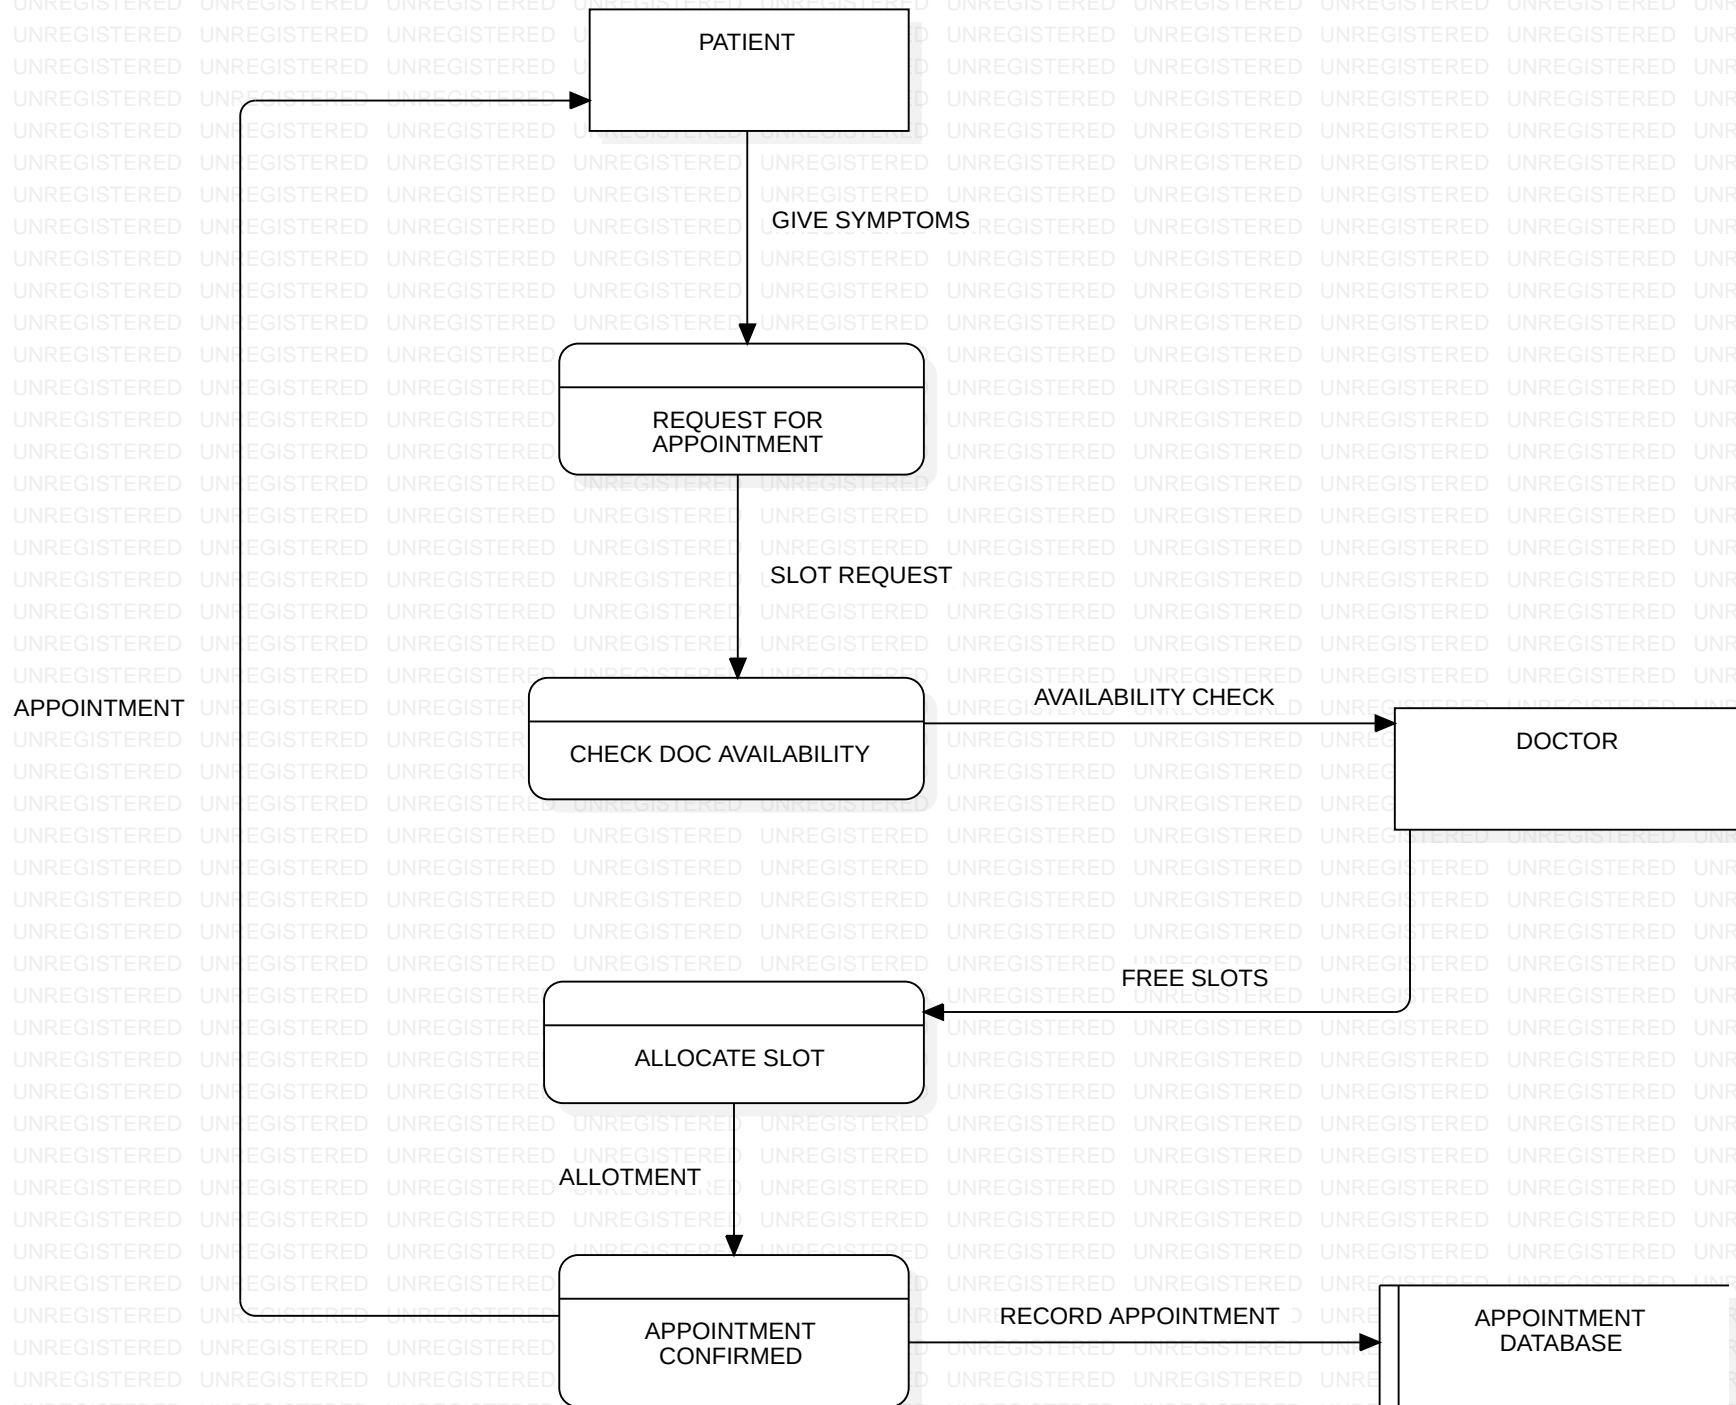 PATIENT
GIVE SYMPTOMS
REQUEST FOR
APPOINTMENT
SLOT REQUEST
APPOINTMENT
AVAILABILITY CHECK
CHECK DOC AVAILABILITY
DOCTOR
FREE SLOTS
ALLOCATE SLOT
ALLOTMENT
RECORD APPOINTMENT
APPOINTMENT
CONFIRMED
APPOINTMENT
DATABASE
UNREGISTERED